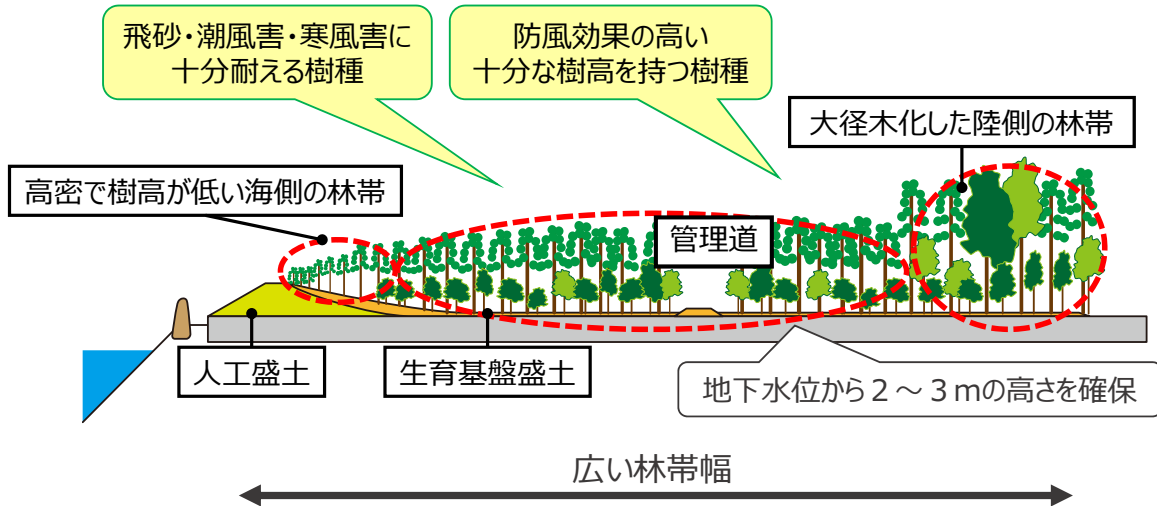 飛砂・潮風害・寒風害に
十分耐える樹種
防風効果の高い
十分な樹高を持つ樹種
大径木化した陸側の林帯
高密で樹高が低い海側の林帯
管理道
人工盛土
生育基盤盛土
地下水位から２～３ｍの高さを確保
広い林帯幅